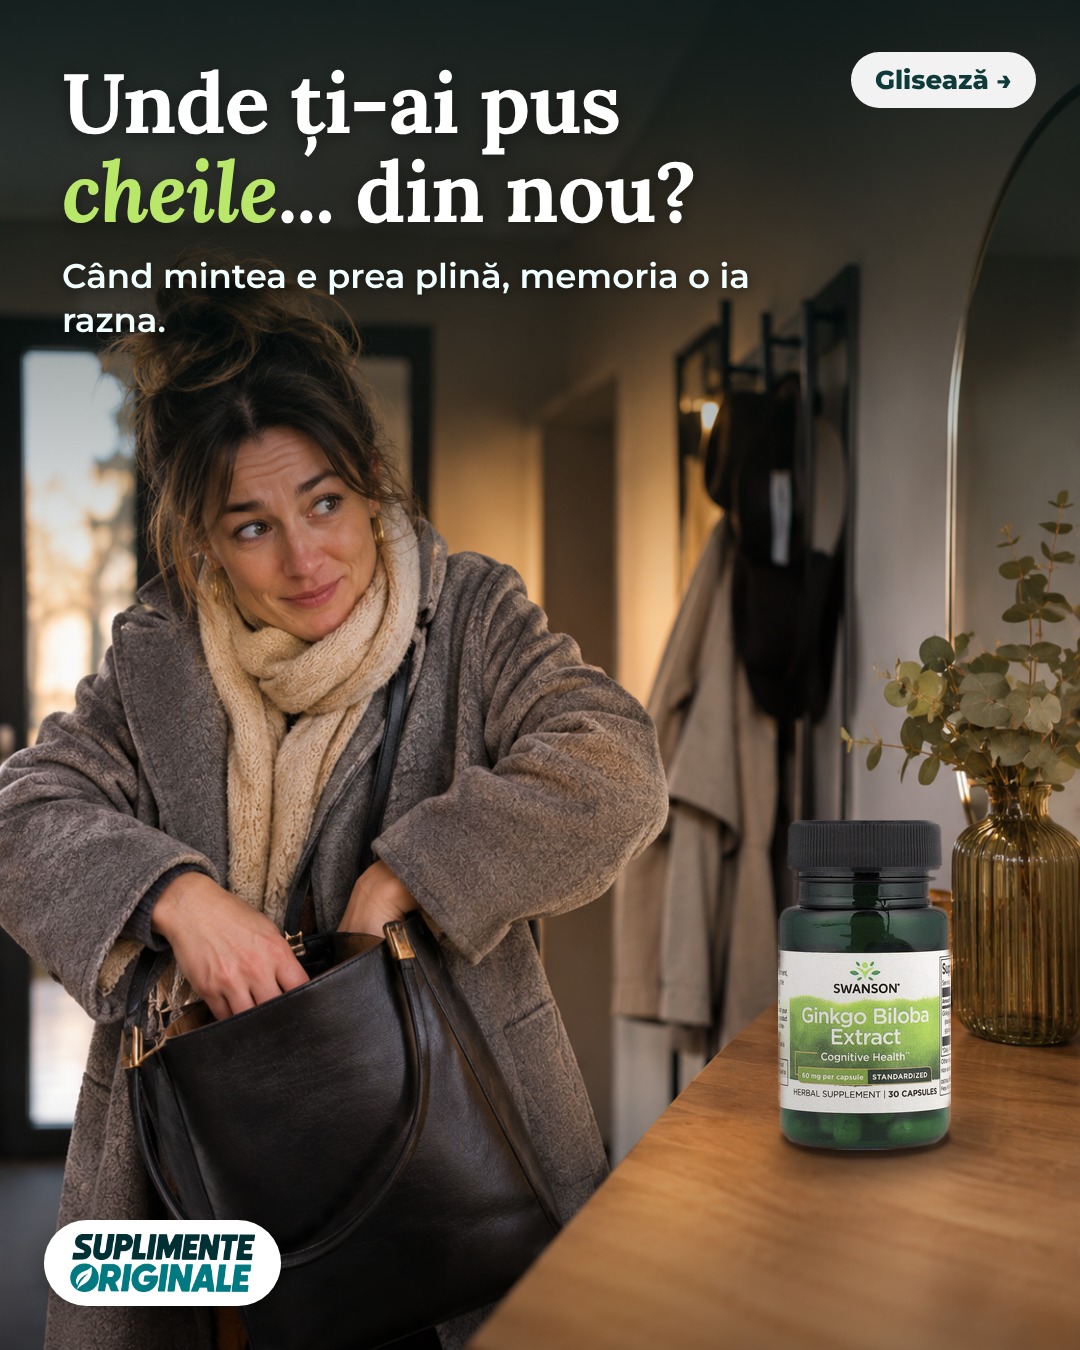 Unde ți-ai pus
cheile... din nou?
Glisează →
Când mintea e prea plină, memoria o ia
razna.
SWANSON
Ginkgo Biloba
Extract
Cognitive Health
60 mg per capsule STANDARDIZED
HERBAL SUPPLEMENT | 30 CAPSULES
SUPLIMENTE
ORIGINALE